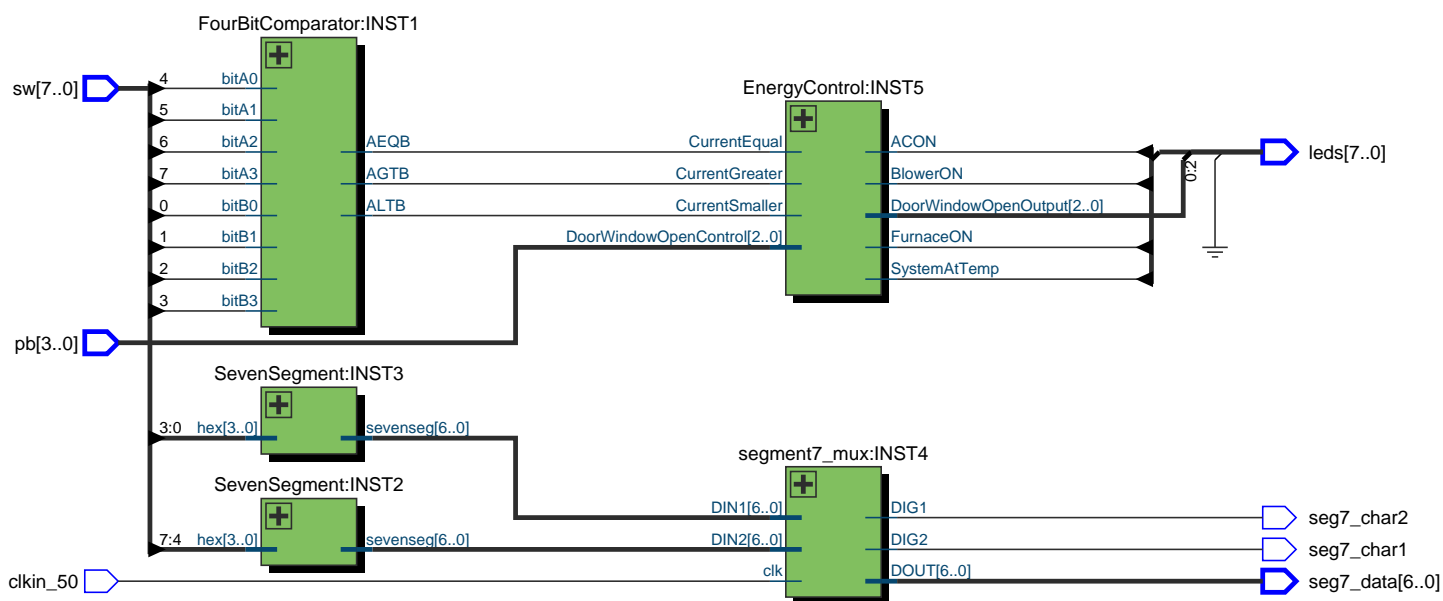 FourBitComparator:INST1
sw[7..0]
4 bitA0
5 bitA1
6 bitA2
7 bitA3
0 bitB0
1 bitB1
2 bitB2
3 bitB3
AEQB
AGTB
ALTB
EnergyControl:INST5
CurrentEqual
CurrentGreater
CurrentSmaller
DoorWindowOpenControl[2..0]
ACON
BlowerON
DoorWindowOpenOutput[2..0]
FurnaceON
SystemAtTemp
0:2
leds[7..0]
pb[3..0]
SevenSegment:INST3
3:0 hex[3..0]
sevenseg[6..0]
SevenSegment:INST2
7:4 hex[3..0]
sevenseg[6..0]
segment7_mux:INST4
DIN1[6..0]
DIN2[6..0]
clk
DIG1
DIG2
DOUT[6..0]
seg7_char2
seg7_char1
seg7_data[6..0]
clkin_50